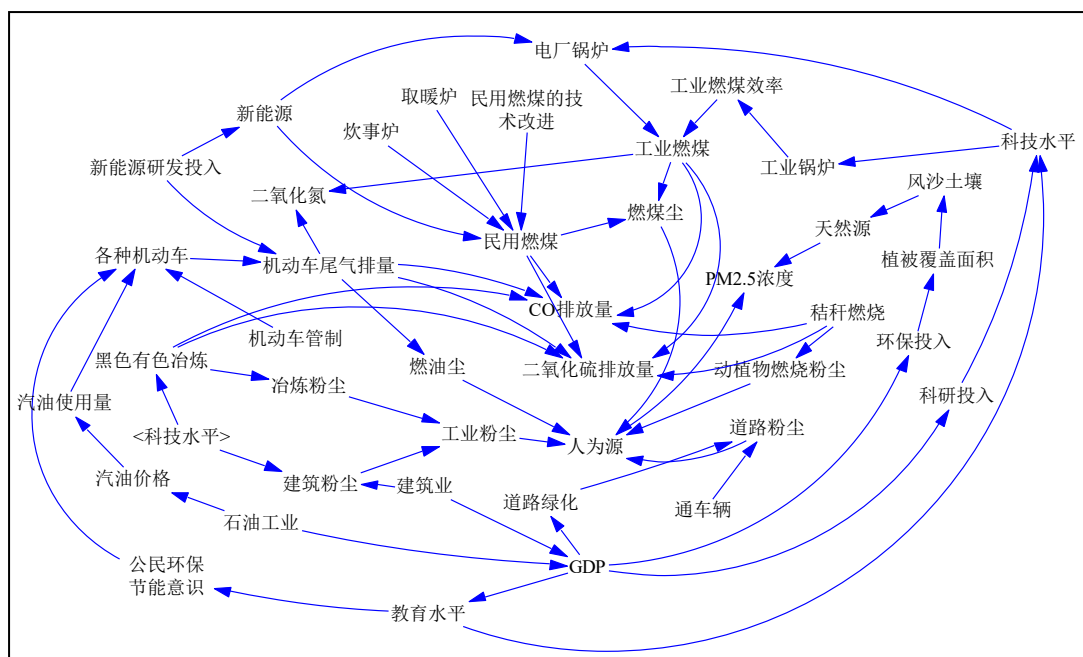 电厂锅炉
工业燃煤效率
取暖炉
民用燃煤的技
术改进
新能源
炊事炉
科技水平
工业燃煤
工业锅炉
新能源研发投入
风沙土壤
二氧化氮
燃煤尘
天然源
民用燃煤
各种机动车
机动车尾气排量
植被覆盖面积
PM2.5浓度
CO排放量
秸秆燃烧
机动车管制
环保投入
黑色有色冶炼
燃油尘
二氧化硫排放量
动植物燃烧粉尘
冶炼粉尘
科研投入
汽油使用量
<科技水平>
工业粉尘
人为源
道路粉尘
汽油价格
建筑粉尘
建筑业
道路绿化
通车辆
石油工业
公民环保
节能意识
GDP
教育水平